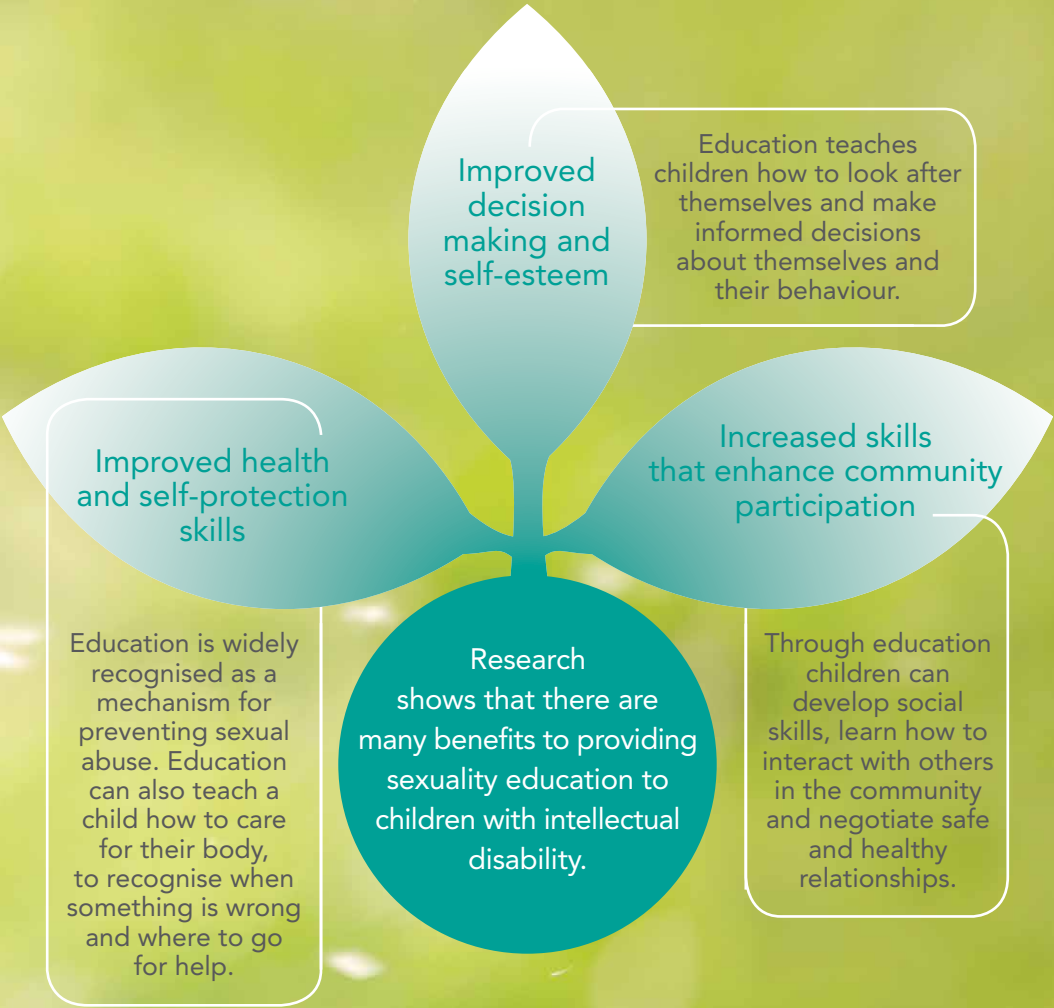 Improved
decision
making and
self-esteem
Education teaches
children how to look after
themselves and make
informed decisions
about themselves and
their behaviour.
Improved health
and self-protection
skills
Education is widely
recognised as a
mechanism for
preventing sexual
abuse. Education
can also teach a
child how to care
for their body,
to recognise when
something is wrong
and where to go
for help.
Increased skills
that enhance community
participation
Through education
children can
develop social
skills, learn how to
interact with others
in the community
and negotiate safe
and healthy
relationships.
Research
shows that there are
many benefits to providing
sexuality education to
children with intellectual
disability.